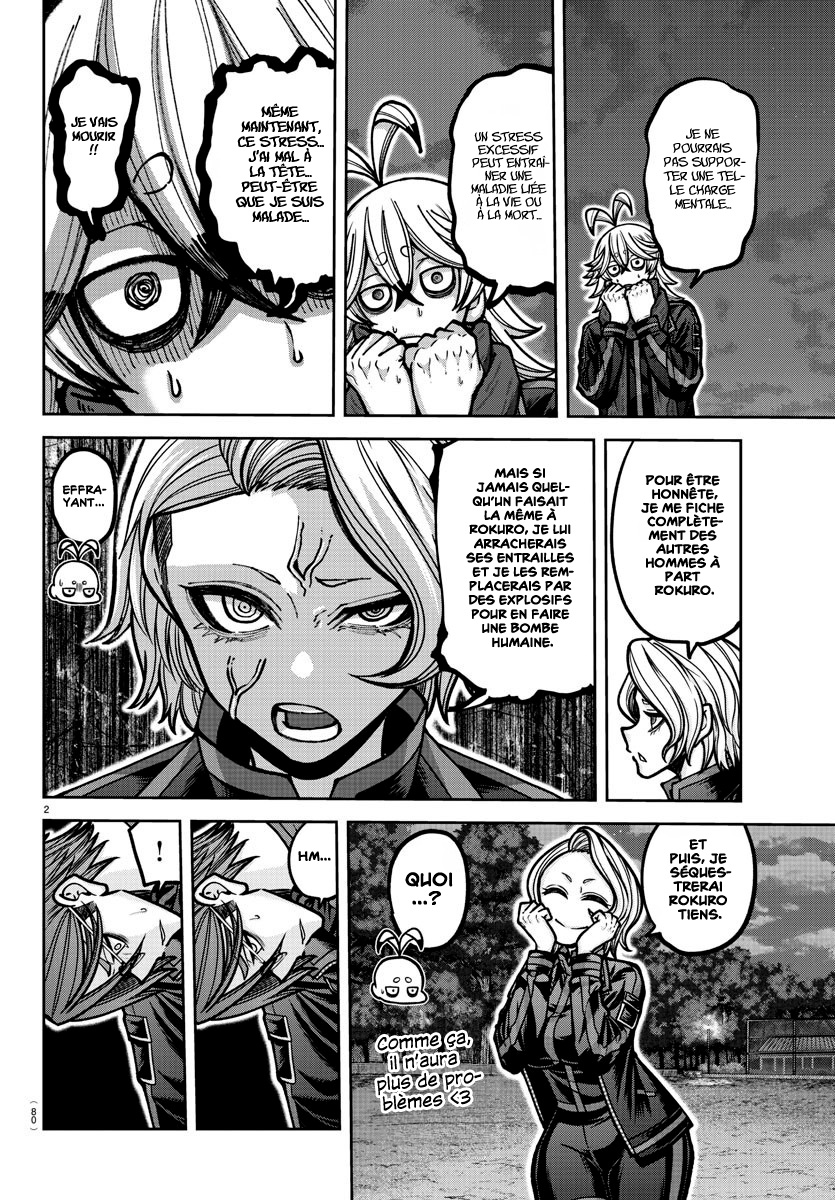 JE NE
POURRAIS
PAS SUPPOR-
TER UNE TEL-
LE CHARGE
MENTALE..
UN STRESS
EXCESSIF
PEUT ENTRAÎ-
NER UNE
MALADIE LIÉE
À LA VIE OU
À LA MORT..
MÊME
MAINTENANT,
CE STRESS...
J'AI MAL À
LA TÊTE...
PEUT-ÊTRE
QUE JE SUIS
MALADE...
JE VAIS
MOURIR
!!
POUR ÊTRE
HONNÊTE,
JE ME FICHE
COMPLÈTE-
MENT DES
AUTRES
HOMMES À
PART
ROKURO.
MAIS SI
JAMAIS QUEL-
QU'UN FAISAIT
LA MÊME À
ROKURO, JE LUI
ARRACHERAIS
SES ENTRAILLES
ET JE LES REM-
PLACERAIS PAR
DES EXPLOSIFS
POUR EN FAIRE
UNE BOMBE
HUMAINE.
EFFRA-
YANT...
2
ET
PUIS, JE
SÉQUES-
TRERAI
ROKURO
TIENS.
QUOI
...?
Comme ça,
il n'aura
plus de pro-
blèmes <3
HM...
!
(80)